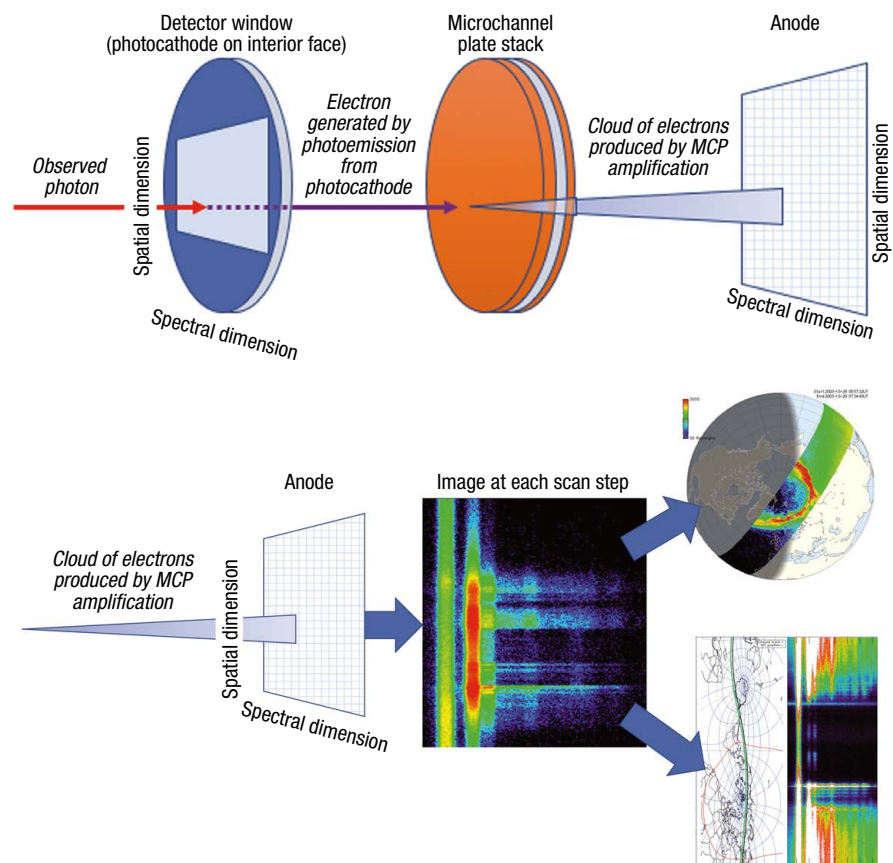 Detector window
(photocathode on interior face)
Microchannel
plate stack
Anode
Observed
photon
Spatial dimension
Electron
generated by
photoemission
from
photocathode
Cloud of electrons
produced by MCP
amplification
Spatial dimension
Spectral dimension
Spectral dimension
Anode
Image at each scan step
Cloud of electrons
produced by MCP
amplification
Spatial dimension
Spectral dimension